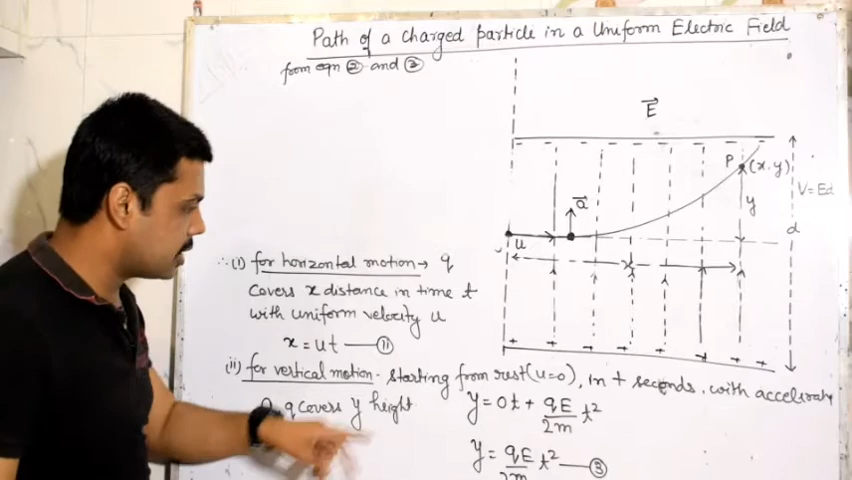 Path of a charged particle in a Uniform Electric Field
from eqn ② and ③
E
- - - - - - - - - - -
P (x.y)
V=Ed
a
y
d
u
x
+ + + + + + + +
∴ (i) for horizontal motion → q
covers x distance in time t
with uniform velocity u
x = ut — ⑪
(ii) for vertical motion - starting from rest (u=0), in t seconds, with
q covers y height
y = 0t + qE/2m t²
y = qE/2m t² — ③